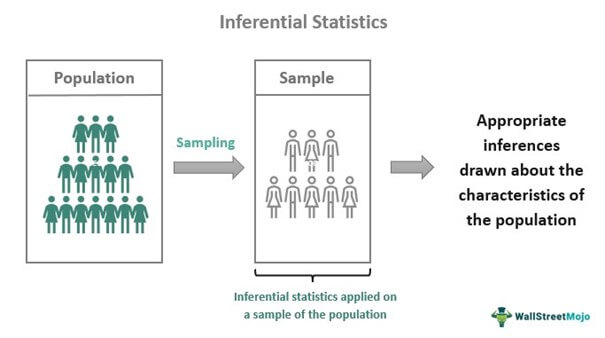 Inferential Statistics
Population
Sampling
Sample
Appropriate
inferences
drawn about the
characteristics of
the population
Inferential statistics applied on
a sample of the population
WallStreetMojo